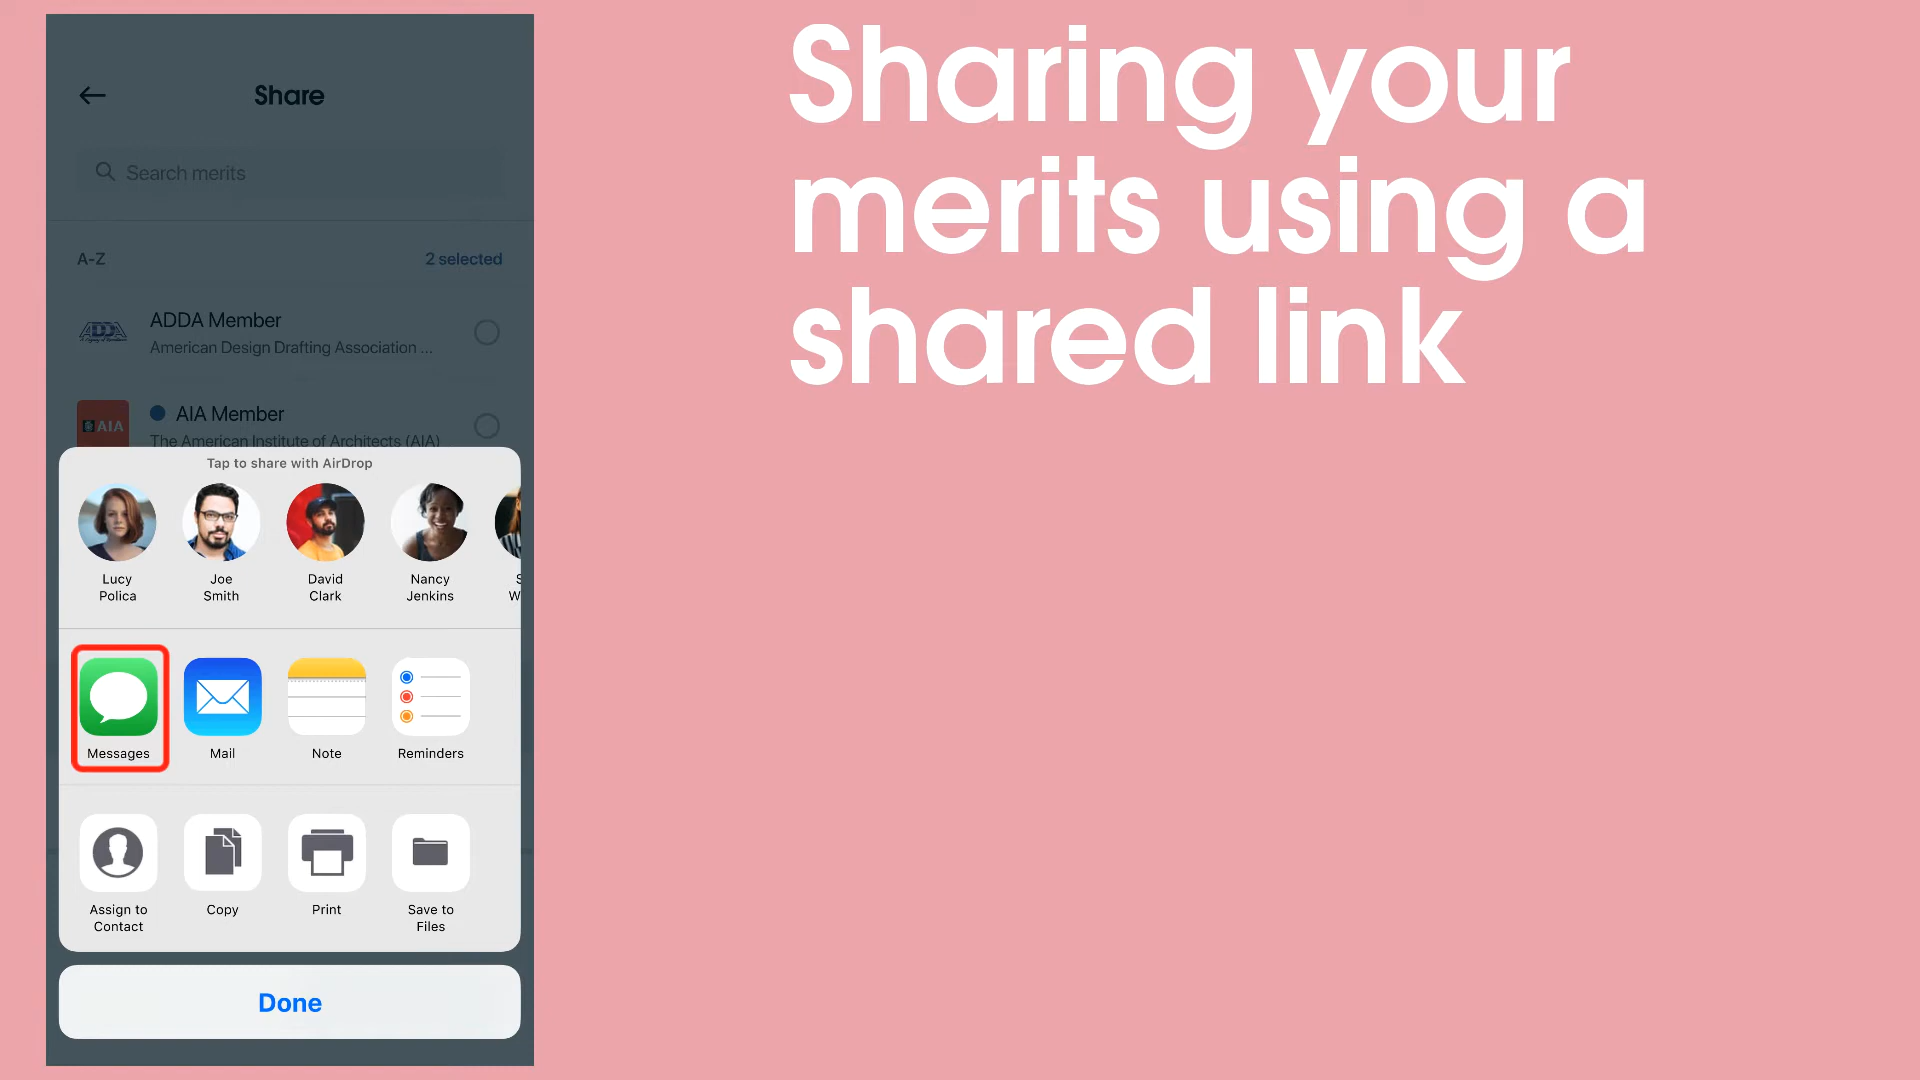 Sharing your
merits using a
shared link
Share
Search merits
A-Z
2 selected
ADDA
ADDA Member
American Design Drafting Association ...
AIA
AIA Member
The American Institute of Architects (AIA)
Tap to share with AirDrop
Lucy
Polica
Joe
Smith
David
Clark
Nancy
Jenkins
S
W
Messages
Mail
Note
Reminders
Assign to
Contact
Copy
Print
Save to
Files
Done